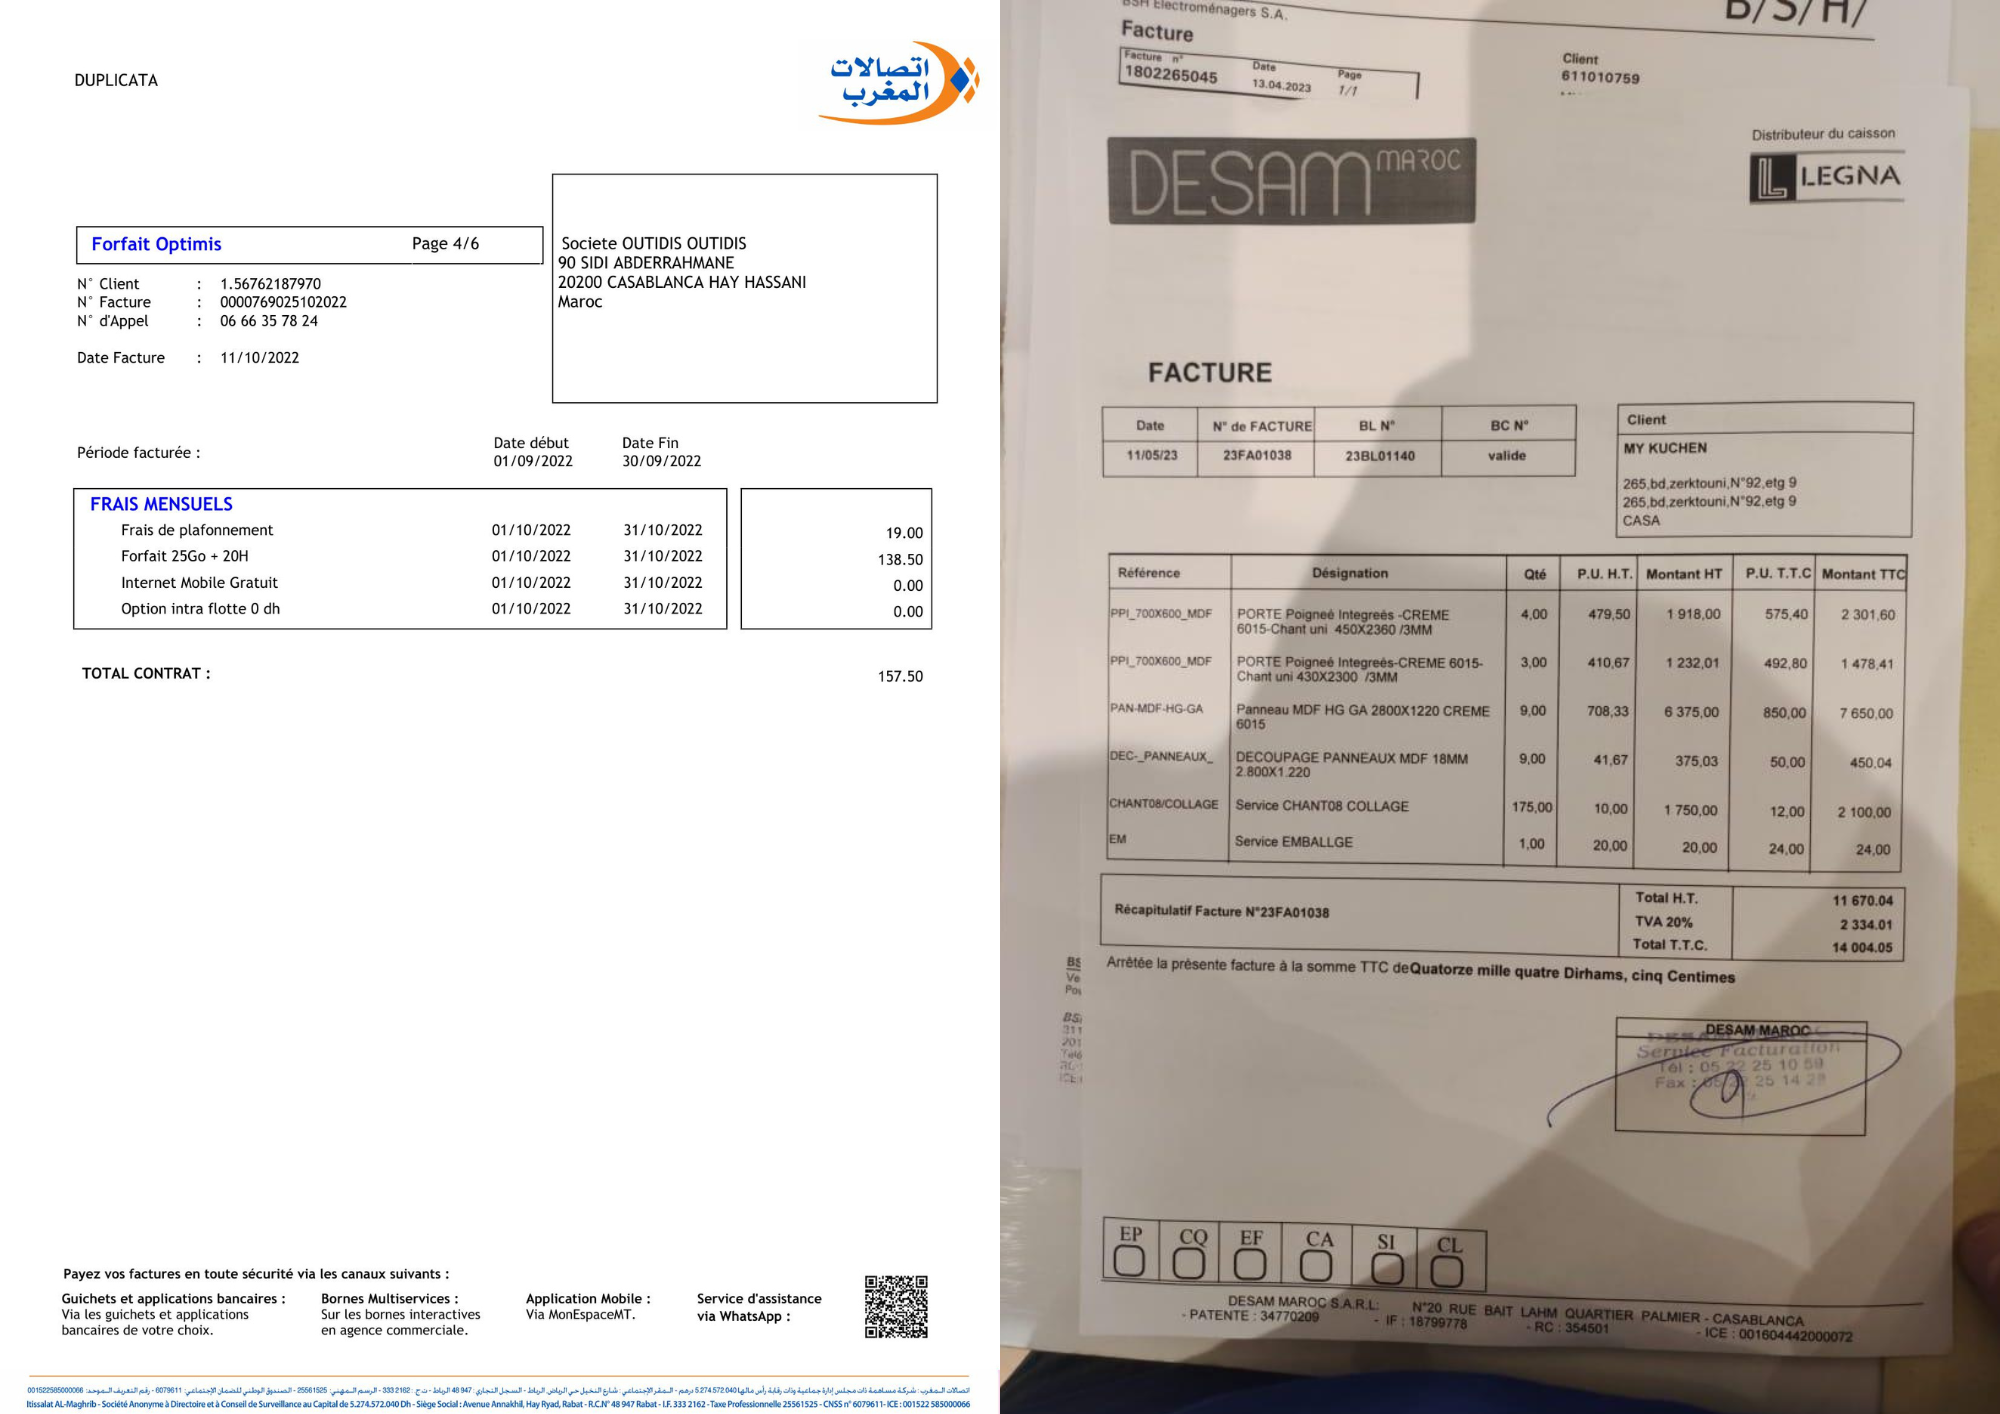 DUPLICATA
اتصالات
المغرب
Forfait Optimis Page 4/6
N° Client : 1.56762187970
N° Facture : 0000769025102022
N° d'Appel : 06 66 35 78 24
Date Facture : 11/10/2022
Societe OUTIDIS OUTIDIS
90 SIDI ABDERRAHMANE
20200 CASABLANCA HAY HASSANI
Maroc
Période facturée :
Date début Date Fin
01/09/2022 30/09/2022
FRAIS MENSUELS
Frais de plafonnement 01/10/2022 31/10/2022 19.00
Forfait 25Go + 20H 01/10/2022 31/10/2022 138.50
Internet Mobile Gratuit 01/10/2022 31/10/2022 0.00
Option intra flotte 0 dh 01/10/2022 31/10/2022 0.00
TOTAL CONTRAT : 157.50
Payez vos factures en toute sécurité via les canaux suivants :
Guichets et applications bancaires :
Via les guichets et applications
bancaires de votre choix.
Bornes Multiservices :
Sur les bornes interactives
en agence commerciale.
Application Mobile :
Via MonEspaceMT.
Service d'assistance
via WhatsApp :
Itissalat AL-Maghrib - Société Anonyme à Directoire et à Conseil de Surveillance au Capital de 5.274.572.040 Dh - Siège Social : Avenue Annakhil, Hay Ryad, Rabat - R.C.N° 48 947 Rabat - I.F. 333 2162 - Taxe Professionnelle 25561525 - CNSS n° 6079611- ICE : 001522 585000066
BSH Electroménagers S.A.
B/S/H/
Facture
Facture n° Date Page
1802265045 13.04.2023 1/1
Client
611010759
DESAM MAROC
Distributeur du caisson
LEGNA
FACTURE
Date N° de FACTURE BL N° BC N°
11/05/23 23FA01038 23BL01140 valide
Client
MY KUCHEN
265,bd,zerktouni,N°92,etg 9
265,bd,zerktouni,N°92,etg 9
CASA
Référence Désignation Qté P.U. H.T. Montant HT P.U. T.T.C Montant TTC
PPI_700X600_MDF PORTE Poigneé Integreés -CREME 4,00 479,50 1 918,00 575,40 2 301,60
6015-Chant uni 450X2360 /3MM
PPI_700X600_MDF PORTE Poigneé Integreés-CREME 6015- 3,00 410,67 1 232,01 492,80 1 478,41
Chant uni 430X2300 /3MM
PAN-MDF-HG-GA Panneau MDF HG GA 2800X1220 CREME 9,00 708,33 6 375,00 850,00 7 650,00
6015
DEC-_PANNEAUX_ DECOUPAGE PANNEAUX MDF 18MM 9,00 41,67 375,03 50,00 450,04
2.800X1.220
CHANT08/COLLAGE Service CHANT08 COLLAGE 175,00 10,00 1 750,00 12,00 2 100,00
EM Service EMBALLGE 1,00 20,00 20,00 24,00 24,00
Récapitulatif Facture N°23FA01038
Total H.T. 11 670.04
TVA 20% 2 334.01
Total T.T.C. 14 004.05
Arrêtée la présente facture à la somme TTC deQuatorze mille quatre Dirhams, cinq Centimes
DESAM MAROC
DESAM MAROC
Service Facturation
Tél : 05 22 25 10 59
Fax : 05 22 25 14 28
EP CQ EF CA SI CL
DESAM MAROC S.A.R.L: N°20 RUE BAIT LAHM QUARTIER PALMIER - CASABLANCA
- PATENTE : 34770209 - IF : 18799778 - RC : 354501 - ICE : 001604442000072